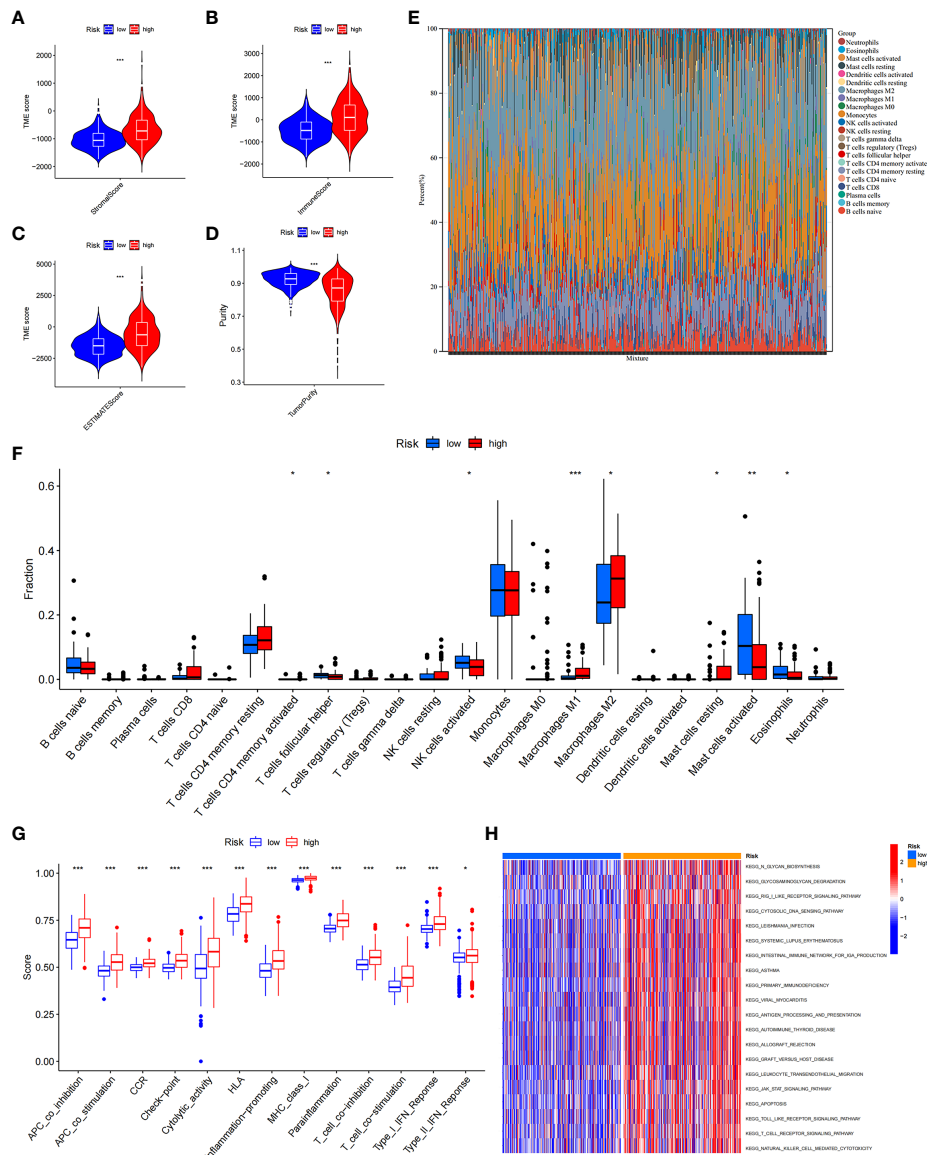 A
Risk low high
***
TME score
2000
1000
0
−1000
−2000
StromalScore
B
Risk low high
***
TME score
3000
2000
1000
0
−1000
−2000
ImmuneScore
C
Risk low high
***
TME score
5000
2500
0
−2500
ESTIMATEScore
D
Risk low high
***
Purity
1.1
0.9
0.7
0.5
0.3
TumorPurity
E
Percent(%)
100
80
60
40
20
0
Mixture
Group
Neutrophils
Eosinophils
Mast cells activated
Mast cells resting
Dendritic cells activated
Dendritic cells resting
Macrophages M2
Macrophages M1
Macrophages M0
Monocytes
NK cells activated
NK cells resting
T cells gamma delta
T cells regulatory (Tregs)
T cells follicular helper
T cells CD4 memory activate
T cells CD4 memory resting
T cells CD4 naive
T cells CD8
Plasma cells
B cells memory
B cells naive
F
Risk low high
* * * *** * * ** *
Fraction
0.6
0.4
0.2
0.0
B cells naive
B cells memory
Plasma cells
T cells CD8
T cells CD4 naive
T cells CD4 memory resting
T cells CD4 memory activated
T cells follicular helper
T cells regulatory (Tregs)
T cells gamma delta
NK cells resting
NK cells activated
Monocytes
Macrophages M0
Macrophages M1
Macrophages M2
Dendritic cells resting
Dendritic cells activated
Mast cells resting
Mast cells activated
Eosinophils
Neutrophils
G
Risk low high
*** *** *** *** *** *** *** *** *** *** *** *** *
Score
1.00
0.75
0.50
0.25
0.00
APC_co_inhibition
APC_co_stimulation
CCR
Check−point
Cytolytic_activity
HLA
nflammation−promoting
MHC_class_I
Parainflammation
T_cell_co−inhibition
T_cell_co−stimulation
Type_I_IFN_Reponse
Type_II_IFN_Reponse
H
Risk
KEGG_N_GLYCAN_BIOSYNTHESIS
KEGG_GLYCOSAMINOGLYCAN_DEGRADATION
KEGG_RIG_I_LIKE_RECEPTOR_SIGNALING_PATHWAY
KEGG_CYTOSOLIC_DNA_SENSING_PATHWAY
KEGG_LEISHMANIA_INFECTION
KEGG_SYSTEMIC_LUPUS_ERYTHEMATOSUS
KEGG_INTESTINAL_IMMUNE_NETWORK_FOR_IGA_PRODUCTION
KEGG_ASTHMA
KEGG_PRIMARY_IMMUNODEFICIENCY
KEGG_VIRAL_MYOCARDITIS
KEGG_ANTIGEN_PROCESSING_AND_PRESENTATION
KEGG_AUTOIMMUNE_THYROID_DISEASE
KEGG_ALLOGRAFT_REJECTION
KEGG_GRAFT_VERSUS_HOST_DISEASE
KEGG_LEUKOCYTE_TRANSENDOTHELIAL_MIGRATION
KEGG_JAK_STAT_SIGNALING_PATHWAY
KEGG_APOPTOSIS
KEGG_TOLL_LIKE_RECEPTOR_SIGNALING_PATHWAY
KEGG_T_CELL_RECEPTOR_SIGNALING_PATHWAY
KEGG_NATURAL_KILLER_CELL_MEDIATED_CYTOTOXICITY
Risk
low
high
2
1
0
−1
−2